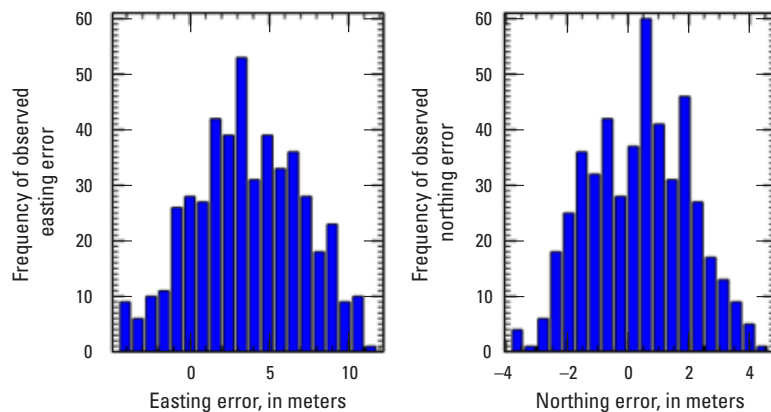 60
50
40
30
20
10
0
Frequency of observed
easting error
0 5 10
Easting error, in meters
60
50
40
30
20
10
0
Frequency of observed
northing error
–4 –2 0 2 4
Northing error, in meters